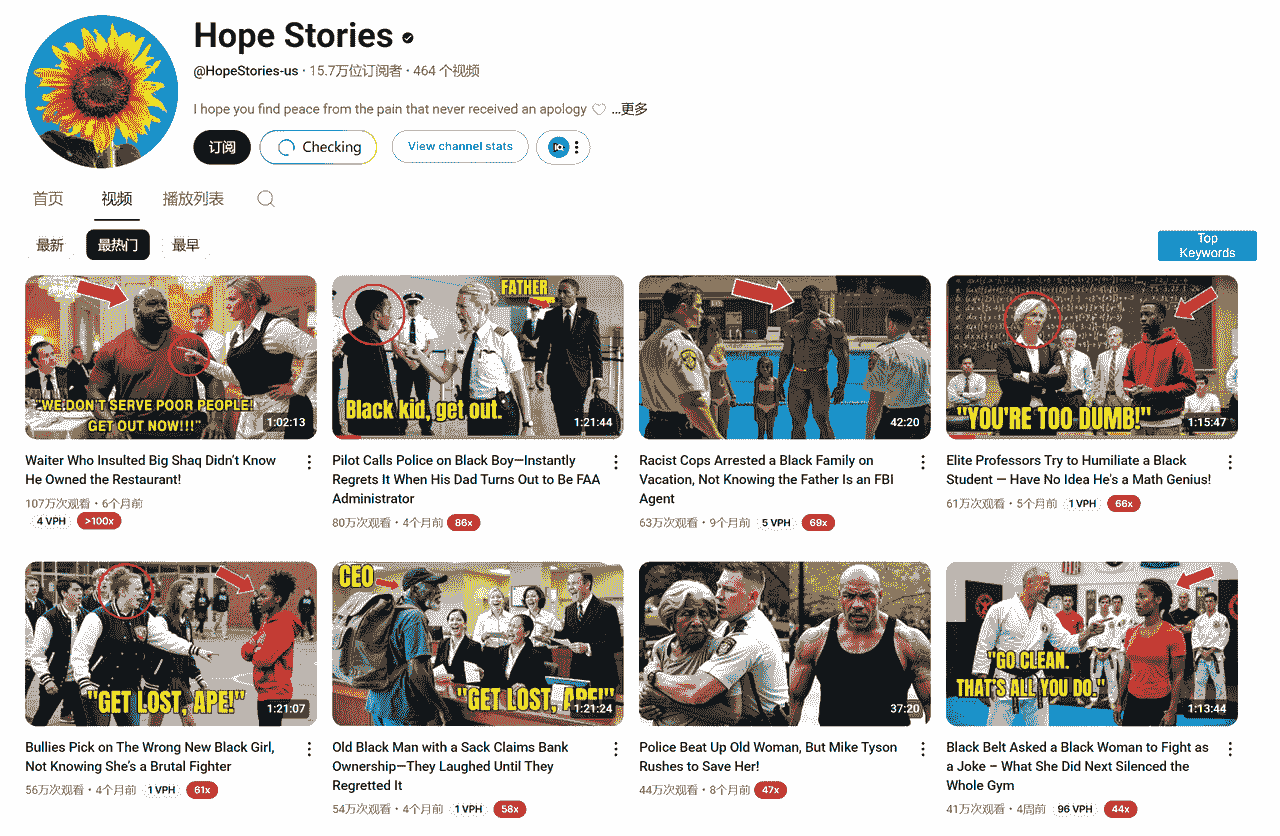 Hope Stories
@HopeStories-us · 15.7万位订阅者 · 464 个视频
I hope you find peace from the pain that never received an apology ♡ ...更多
订阅
Checking
View channel stats
IQ
首页
视频
播放列表
最新
最热门
最早
Top
Keywords
"WE DON'T SERVE POOR PEOPLE!
GET OUT NOW!!!"
1:02:13
FATHER
Black kid, get out.
1:21:44
42:20
"YOU'RE TOO DUMB!"
1:15:47
Waiter Who Insulted Big Shaq Didn't Know
He Owned the Restaurant!
107万次观看 · 6个月前
4 VPH
>100x
Pilot Calls Police on Black Boy—Instantly
Regrets It When His Dad Turns Out to Be FAA
Administrator
80万次观看 · 4个月前
86x
Racist Cops Arrested a Black Family on
Vacation, Not Knowing the Father Is an FBI
Agent
63万次观看 · 9个月前
5 VPH
69x
Elite Professors Try to Humiliate a Black
Student — Have No Idea He's a Math Genius!
61万次观看 · 5个月前
1 VPH
66x
"GET LOST, APE!"
1:21:07
CEO
"GET LOST, APE!"
1:21:24
37:20
"GO CLEAN.
THAT'S ALL YOU DO."
1:13:44
Bullies Pick on The Wrong New Black Girl,
Not Knowing She's a Brutal Fighter
56万次观看 · 4个月前
1 VPH
61x
Old Black Man with a Sack Claims Bank
Ownership—They Laughed Until They
Regretted It
54万次观看 · 4个月前
1 VPH
58x
Police Beat Up Old Woman, But Mike Tyson
Rushes to Save Her!
44万次观看 · 8个月前
47x
Black Belt Asked a Black Woman to Fight as
a Joke – What She Did Next Silenced the
Whole Gym
41万次观看 · 4周前
96 VPH
44x